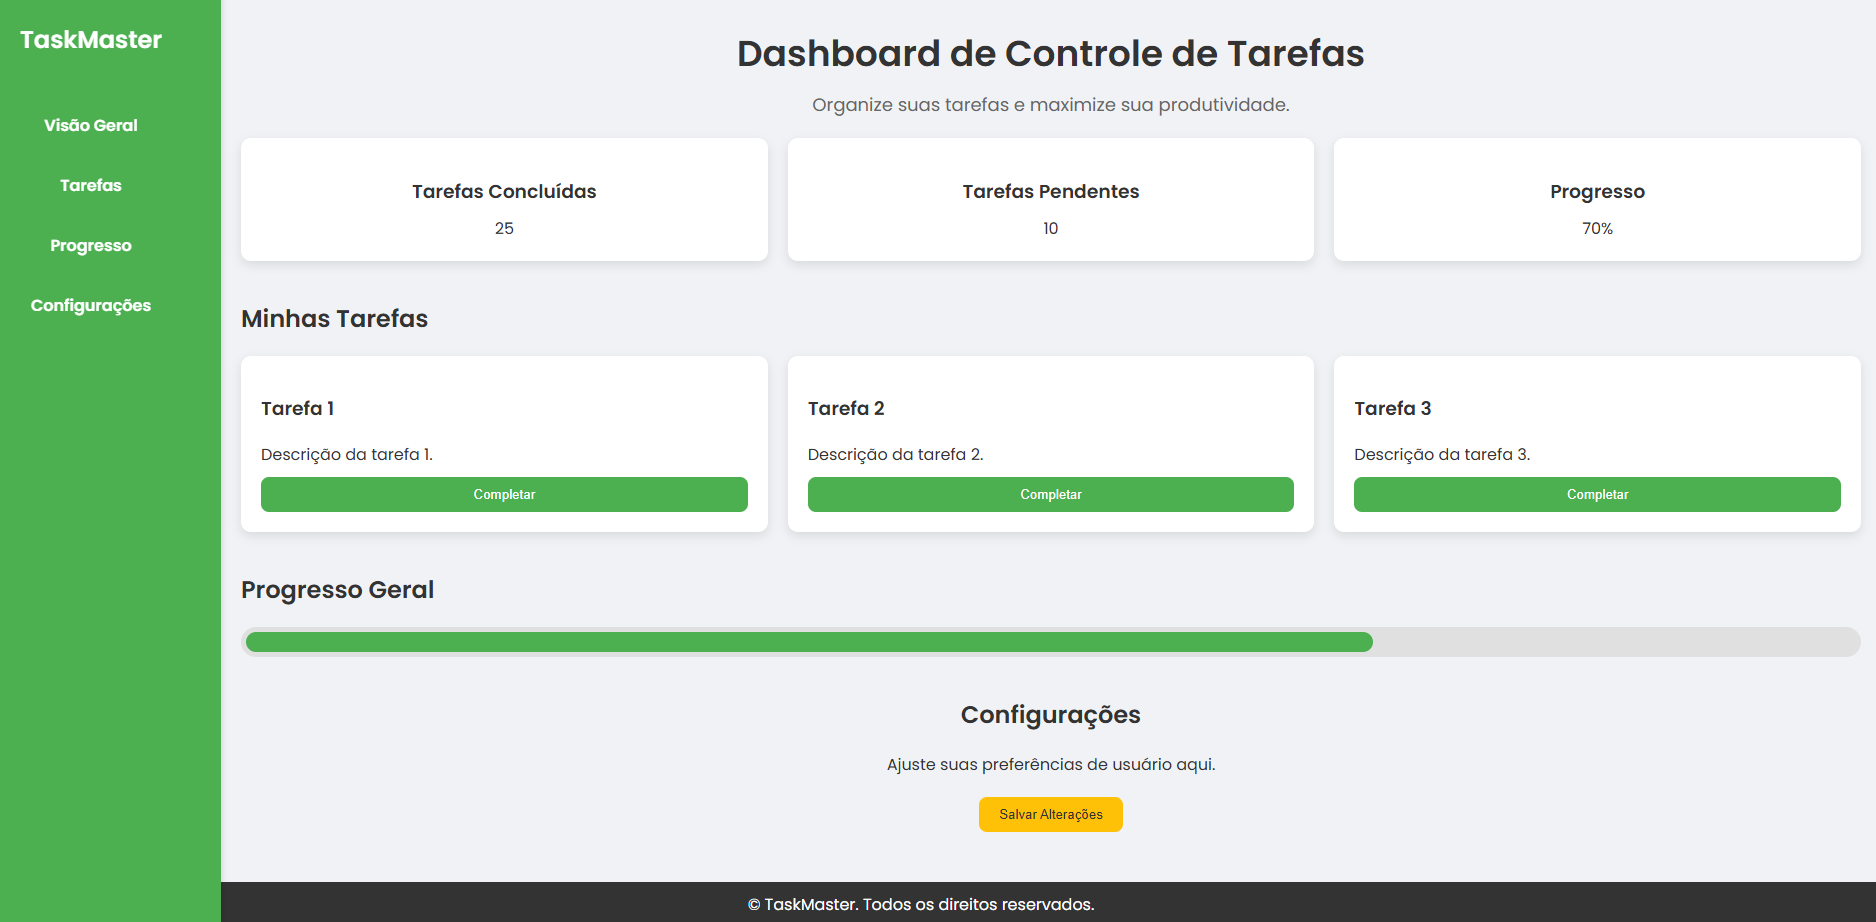 TaskMaster
Visão Geral
Tarefas
Progresso
Configurações
Dashboard de Controle de Tarefas
Organize suas tarefas e maximize sua produtividade.
Tarefas Concluídas
25
Tarefas Pendentes
10
Progresso
70%
Minhas Tarefas
Tarefa 1
Descrição da tarefa 1.
Completar
Tarefa 2
Descrição da tarefa 2.
Completar
Tarefa 3
Descrição da tarefa 3.
Completar
Progresso Geral
Configurações
Ajuste suas preferências de usuário aqui.
Salvar Alterações
© TaskMaster. Todos os direitos reservados.